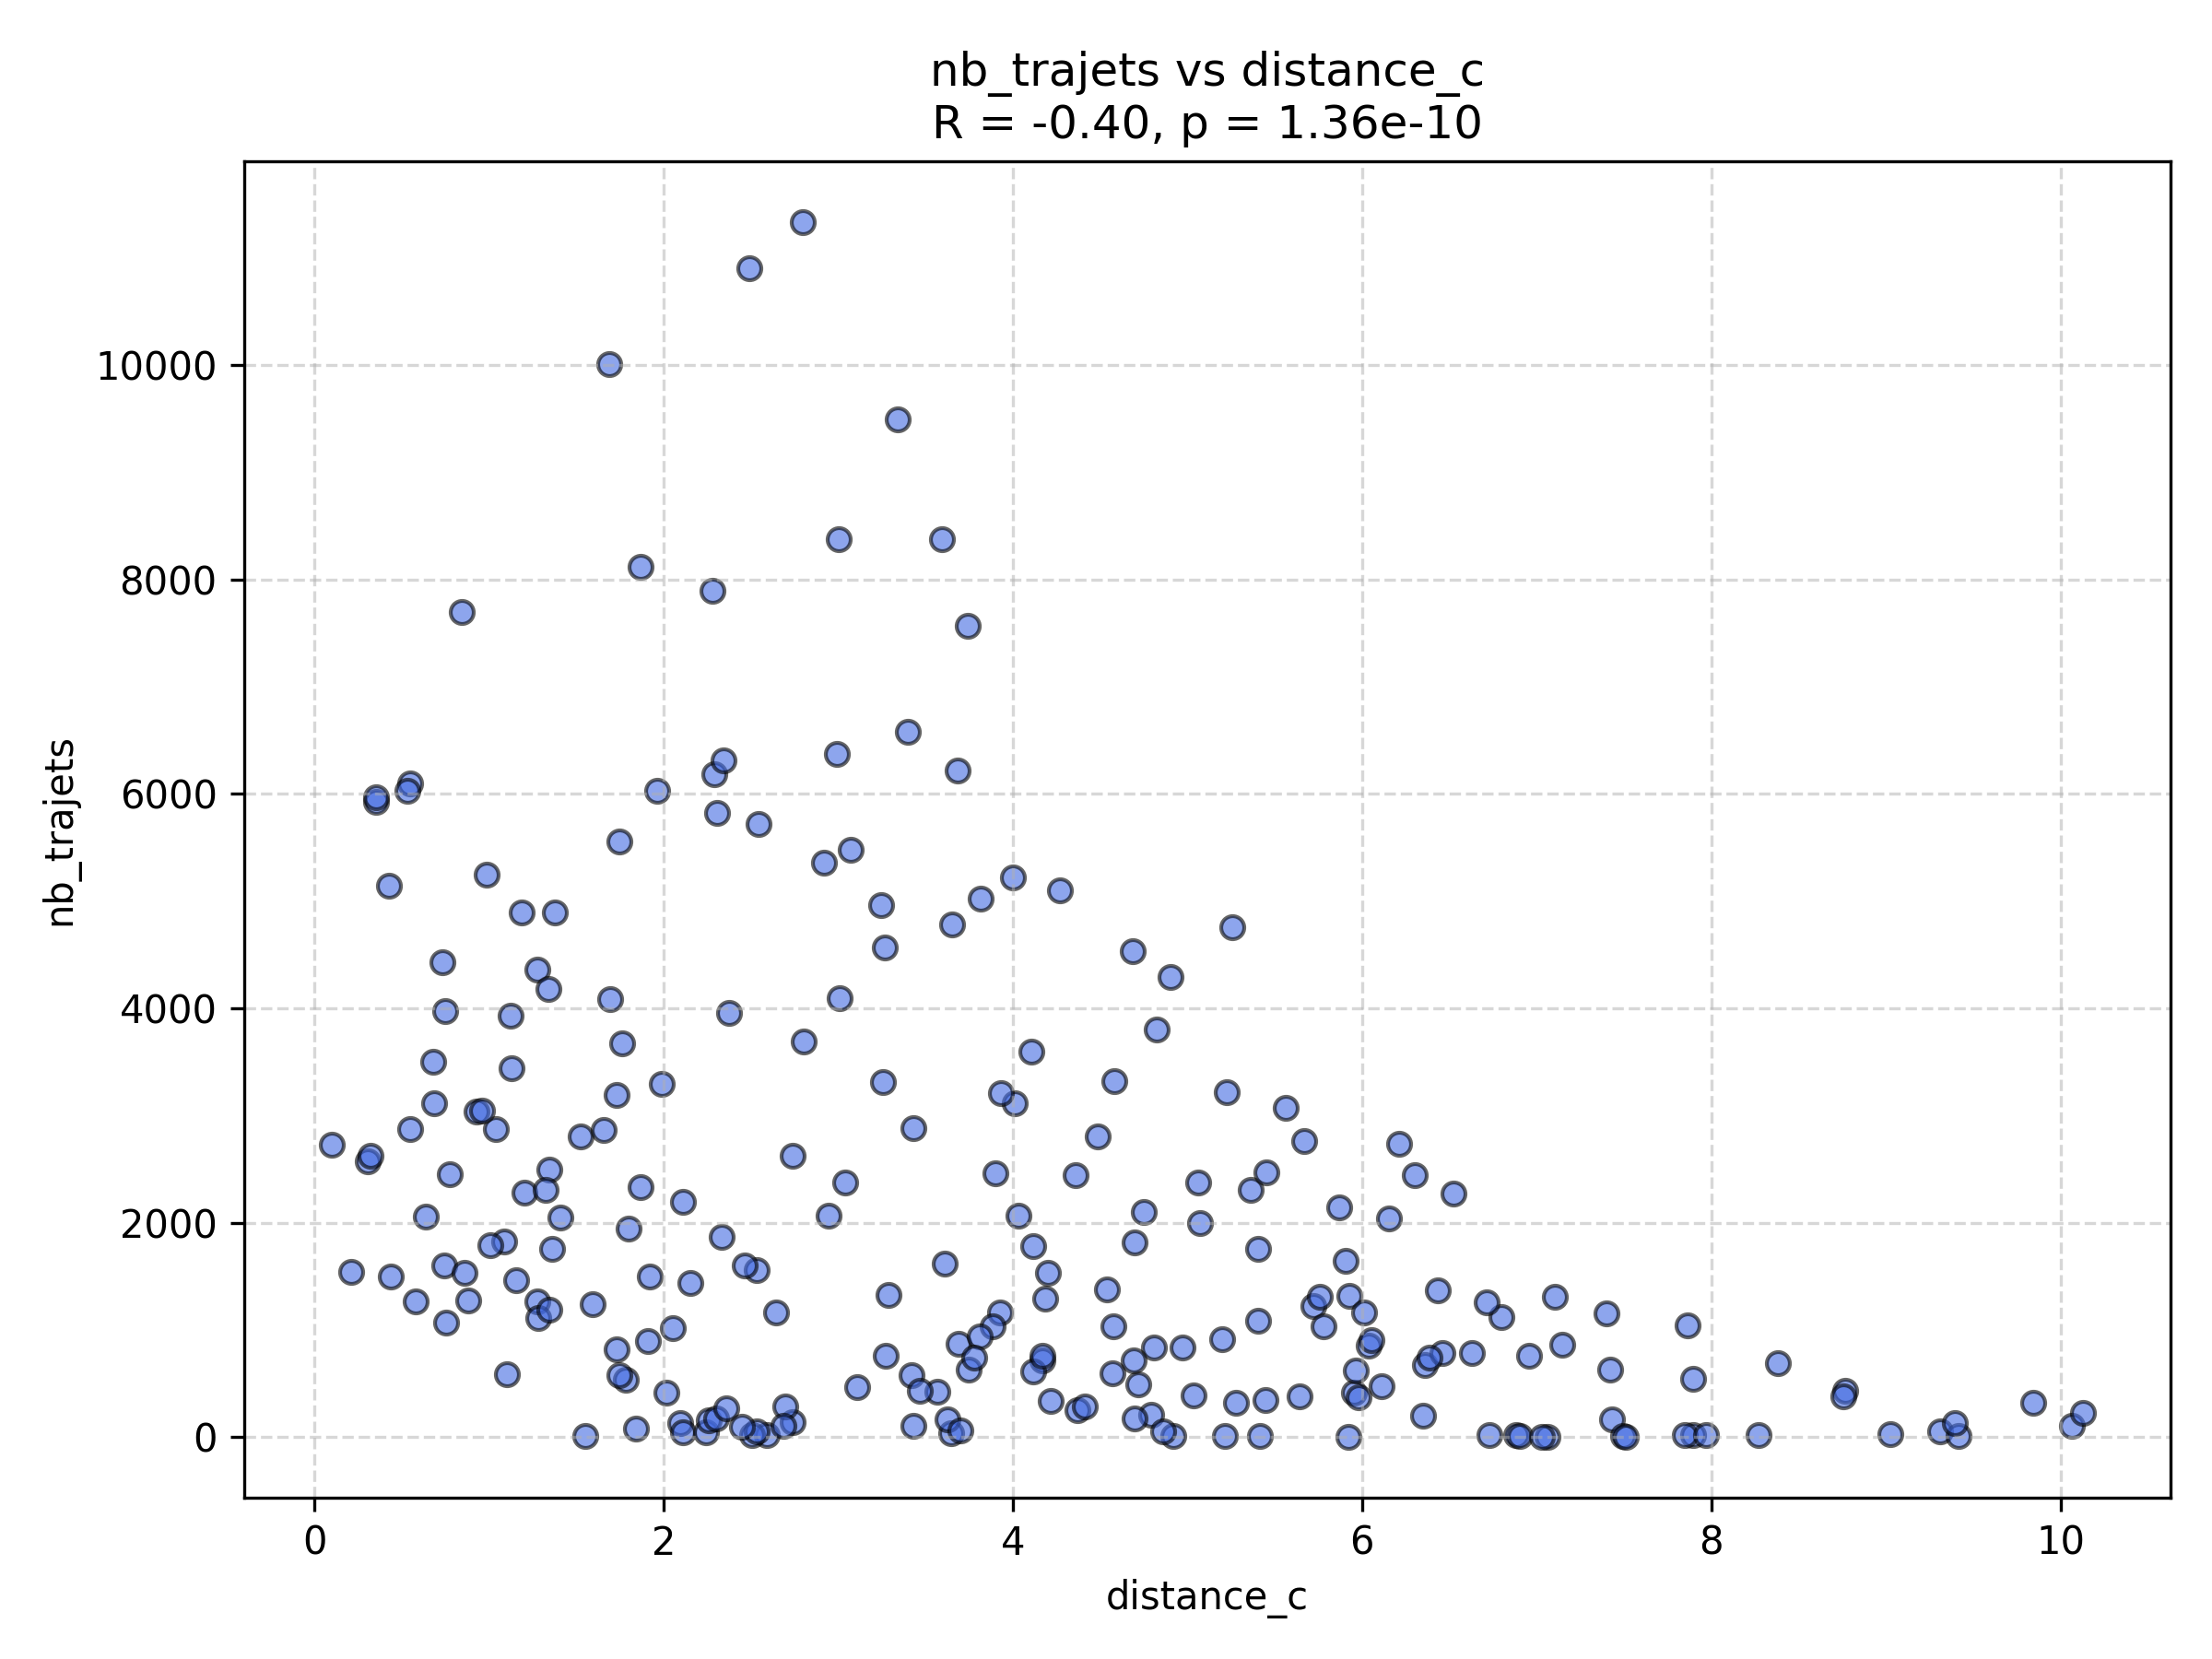 nb_trajets vs distance_c
R = -0.40, p = 1.36e-10
nb_trajets
10000
8000
6000
4000
2000
0
0 2 4 6 8 10
distance_c